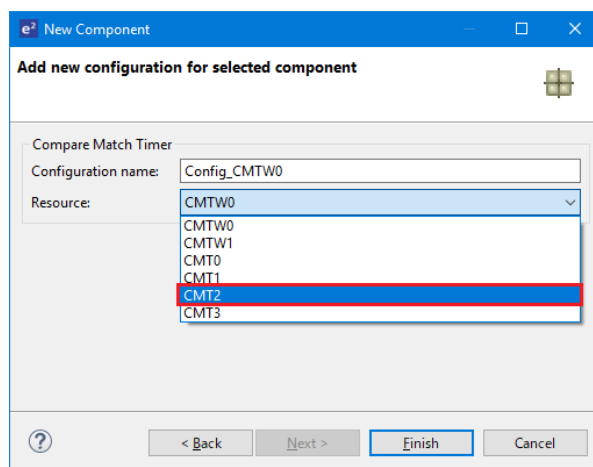 e² New Component
Add new configuration for selected component
Compare Match Timer
Configuration name: Config_CMTW0
Resource: CMTW0
CMTW0
CMTW1
CMT0
CMT1
CMT2
CMT3
? < Back Next > Finish Cancel